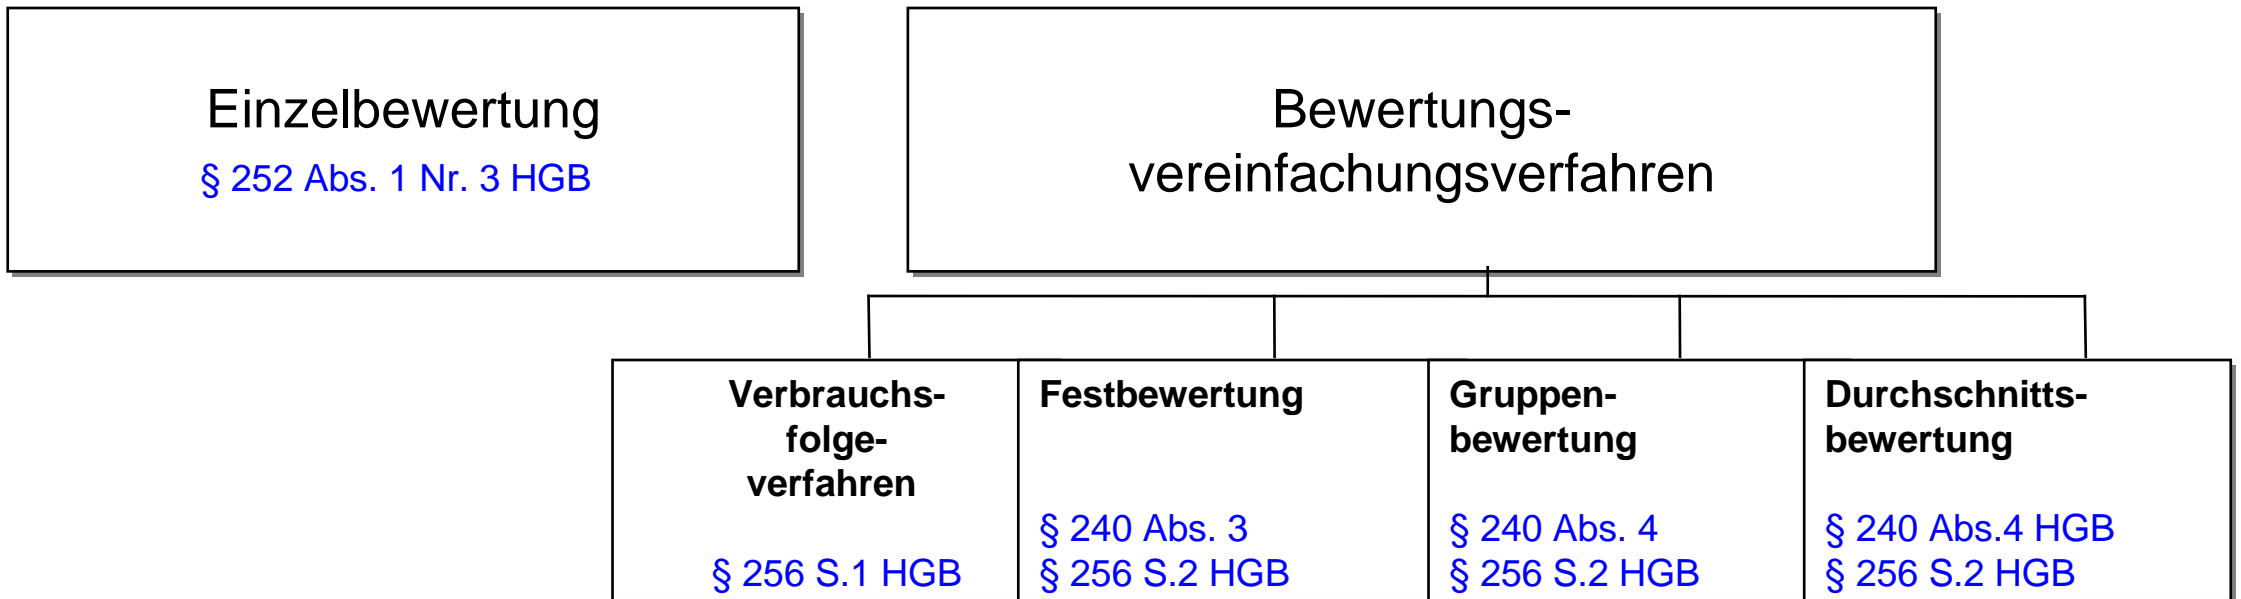 Einzelbewertung
§ 252 Abs. 1 Nr. 3 HGB
Bewertungs-
vereinfachungsverfahren
Verbrauchs-
folge-
verfahren
§ 256 S.1 HGB
Festbewertung
§ 240 Abs. 3
§ 256 S.2 HGB
Gruppen-
bewertung
§ 240 Abs. 4
§ 256 S.2 HGB
Durchschnitts-
bewertung
§ 240 Abs.4 HGB
§ 256 S.2 HGB